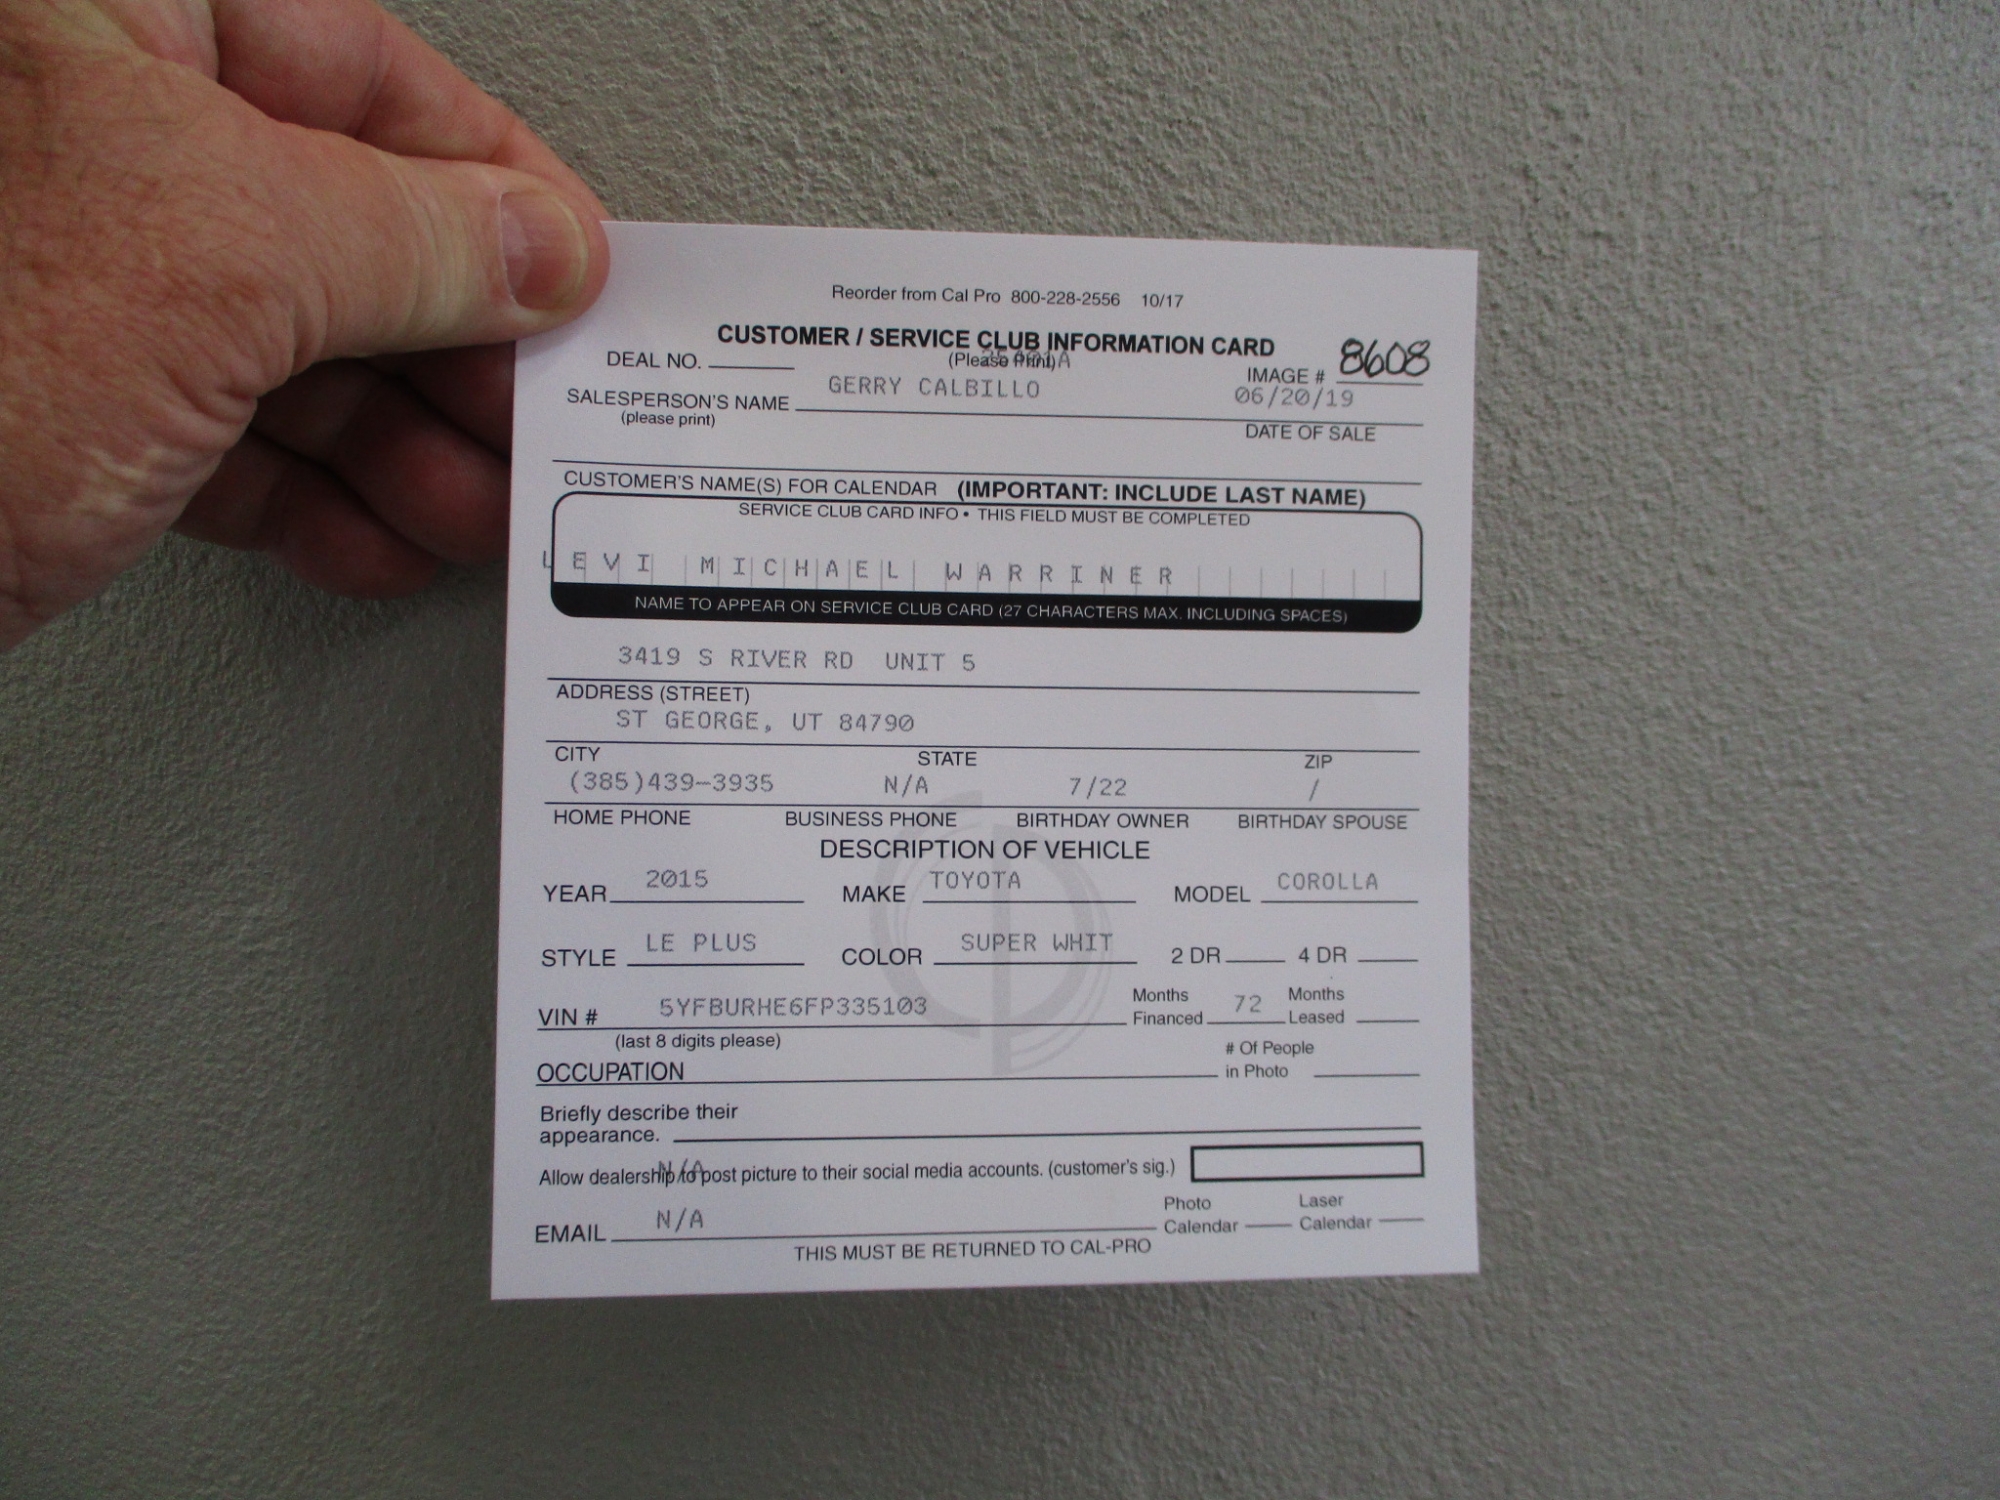 Reorder from Cal Pro 800-228-2556 10/17
CUSTOMER / SERVICE CLUB INFORMATION CARD
DEAL NO. (Please Print) IMAGE # 8608
SALESPERSON'S NAME GERRY CALBILLO 06/20/19
(please print) DATE OF SALE
CUSTOMER'S NAME(S) FOR CALENDAR (IMPORTANT: INCLUDE LAST NAME)
SERVICE CLUB CARD INFO • THIS FIELD MUST BE COMPLETED
LEVI MICHAEL WARRINER
NAME TO APPEAR ON SERVICE CLUB CARD (27 CHARACTERS MAX. INCLUDING SPACES)
3419 S RIVER RD UNIT 5
ADDRESS (STREET)
ST GEORGE, UT 84790
CITY STATE ZIP
(385)439-3935 N/A 7/22 /
HOME PHONE BUSINESS PHONE BIRTHDAY OWNER BIRTHDAY SPOUSE
DESCRIPTION OF VEHICLE
YEAR 2015 MAKE TOYOTA MODEL COROLLA
STYLE LE PLUS COLOR SUPER WHIT 2 DR 4 DR
VIN # 5YFBURHE6FP335103 Months Financed 72 Months Leased
(last 8 digits please)
OCCUPATION # Of People in Photo
Briefly describe their
appearance.
N/A
Allow dealership to post picture to their social media accounts. (customer's sig.)
EMAIL N/A Photo Calendar Laser Calendar
THIS MUST BE RETURNED TO CAL-PRO